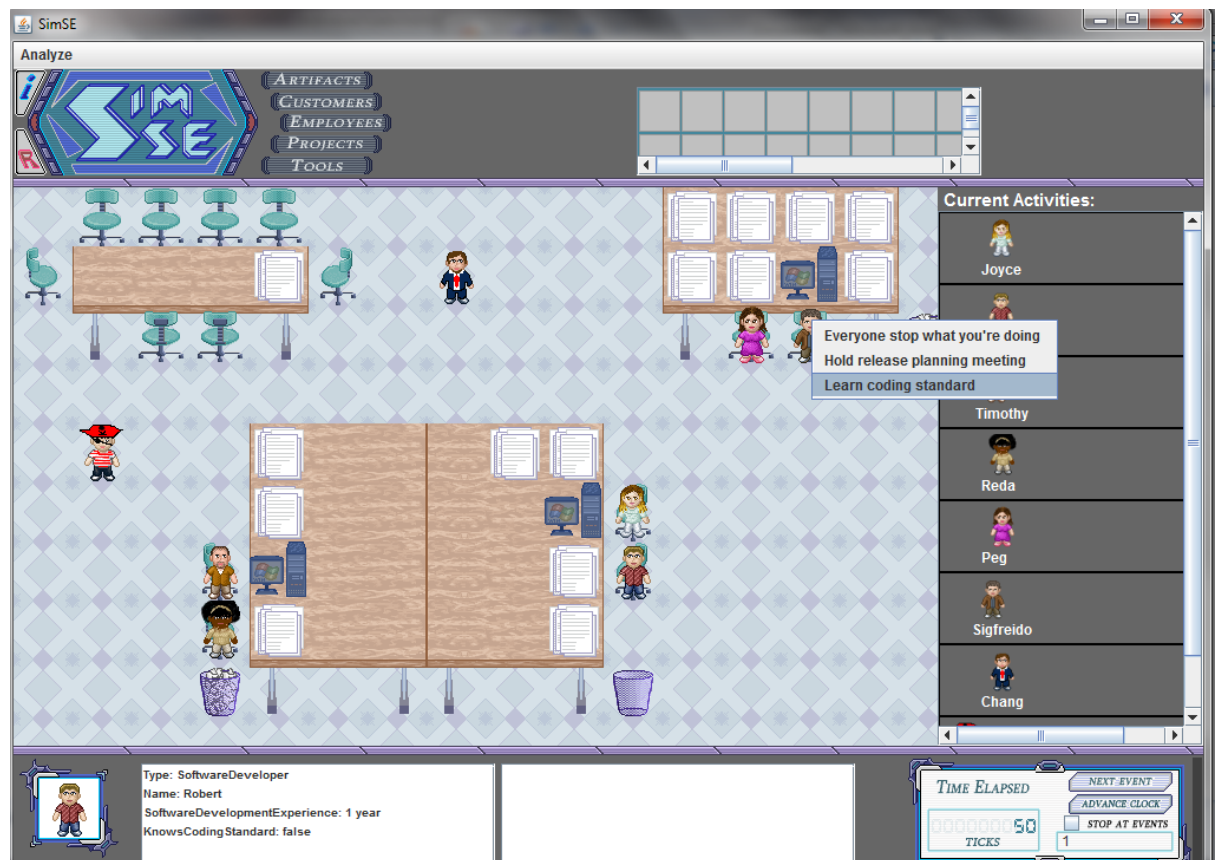 SimSE
Analyze
i
R
SIMSE
ARTIFACTS
CUSTOMERS
EMPLOYEES
PROJECTS
TOOLS
Current Activities:
Joyce
Everyone stop what you're doing
Hold release planning meeting
Learn coding standard
Timothy
Reda
Peg
Sigfreido
Chang
Type: SoftwareDeveloper
Name: Robert
SoftwareDevelopmentExperience: 1 year
KnowsCodingStandard: false
TIME ELAPSED
50
TICKS
NEXT EVENT
ADVANCE CLOCK
STOP AT EVENTS
1